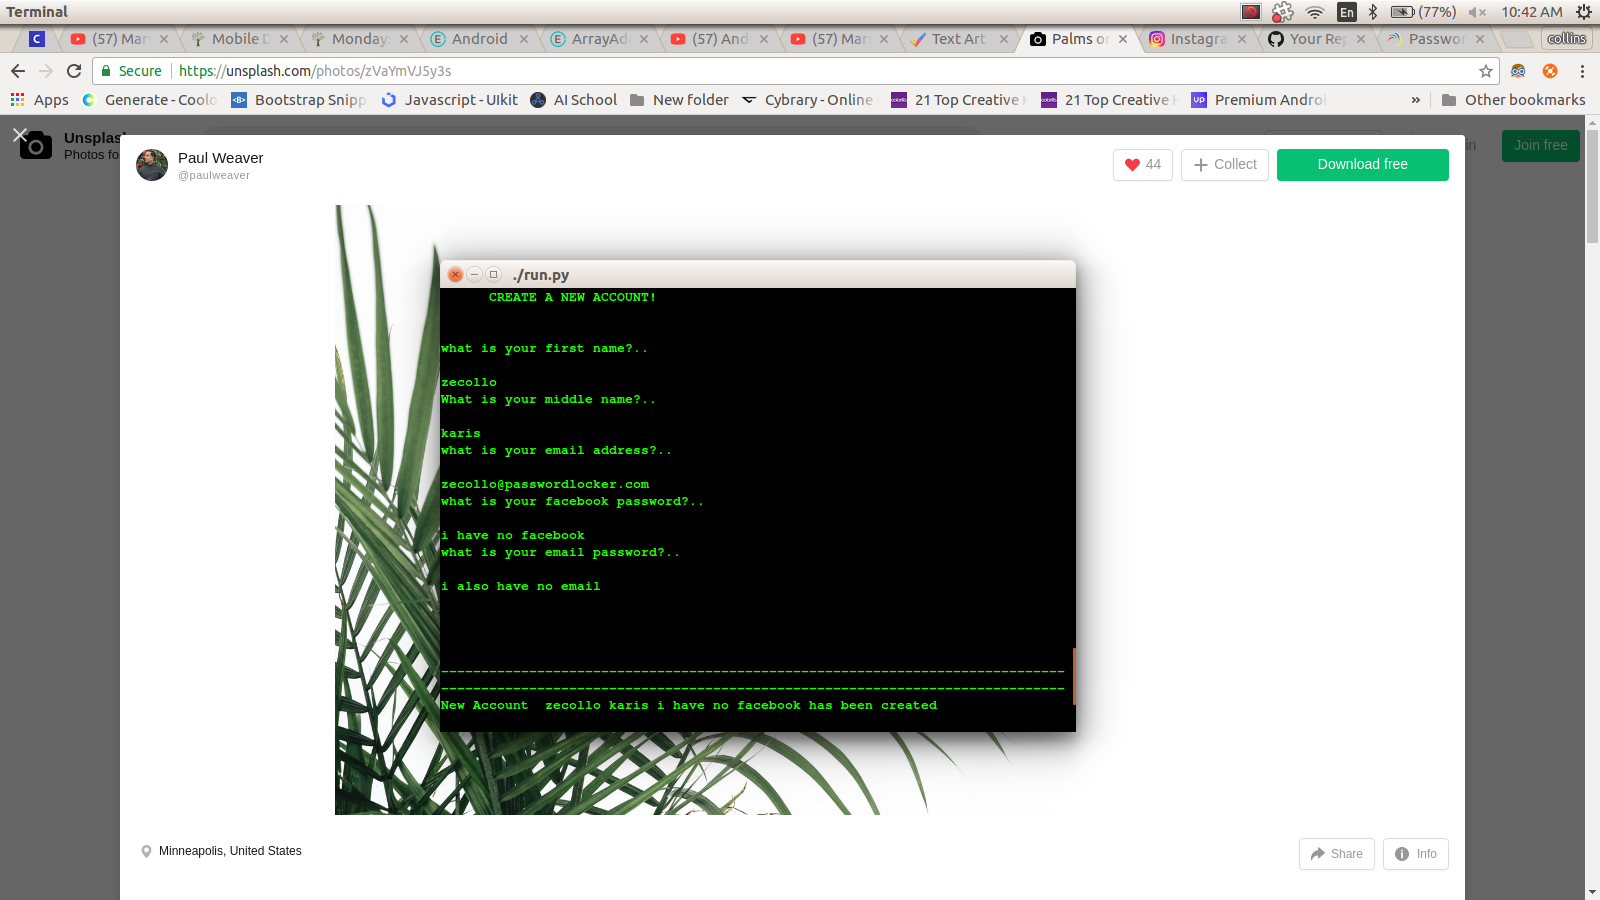 Terminal
En
(77%)
10:42 AM
C
(57) Mar
Mobile D
Monday
Android
ArrayAd
(57) And
(57) Mar
Text Art
Palms on
Instagra
Your Rep
Passwor
collins
Secure
https://unsplash.com/photos/zVaYmVJ5y3s
Apps
Generate - Coolo
Bootstrap Snipp
Javascript - UIkit
AI School
New folder
Cybrary - Online
21 Top Creative H
21 Top Creative H
Premium Androi
»
Other bookmarks
Unsplash
Photos fo
Join free
Paul Weaver
@paulweaver
44
Collect
Download free
./run.py
CREATE A NEW ACCOUNT!
what is your first name?..
zecollo
What is your middle name?..
karis
what is your email address?..
zecollo@passwordlocker.com
what is your facebook password?..
i have no facebook
what is your email password?..
i also have no email
------------------------------------------------------------------------------
------------------------------------------------------------------------------
New Account  zecollo karis i have no facebook has been created
Minneapolis, United States
Share
Info